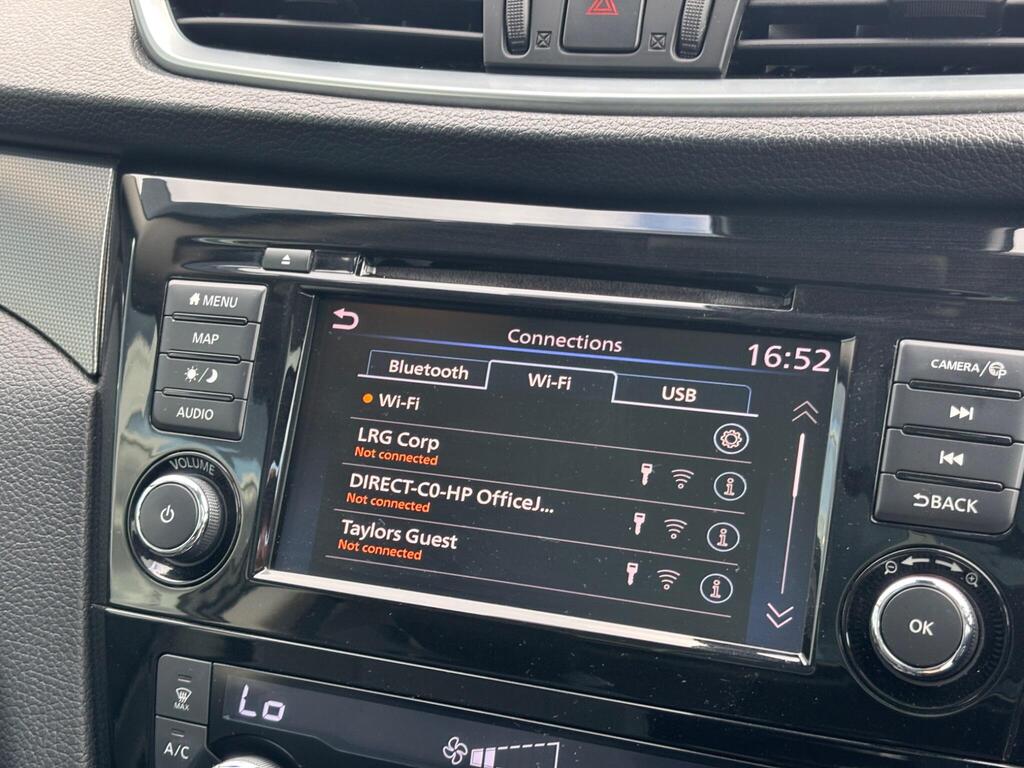 MENU
MAP
AUDIO
VOLUME
Connections
16:52
Bluetooth
Wi-Fi
USB
Wi-Fi
LRG Corp
Not connected
DIRECT-C0-HP OfficeJ...
Not connected
Taylors Guest
Not connected
CAMERA/
BACK
OK
MAX
A/C
Lo